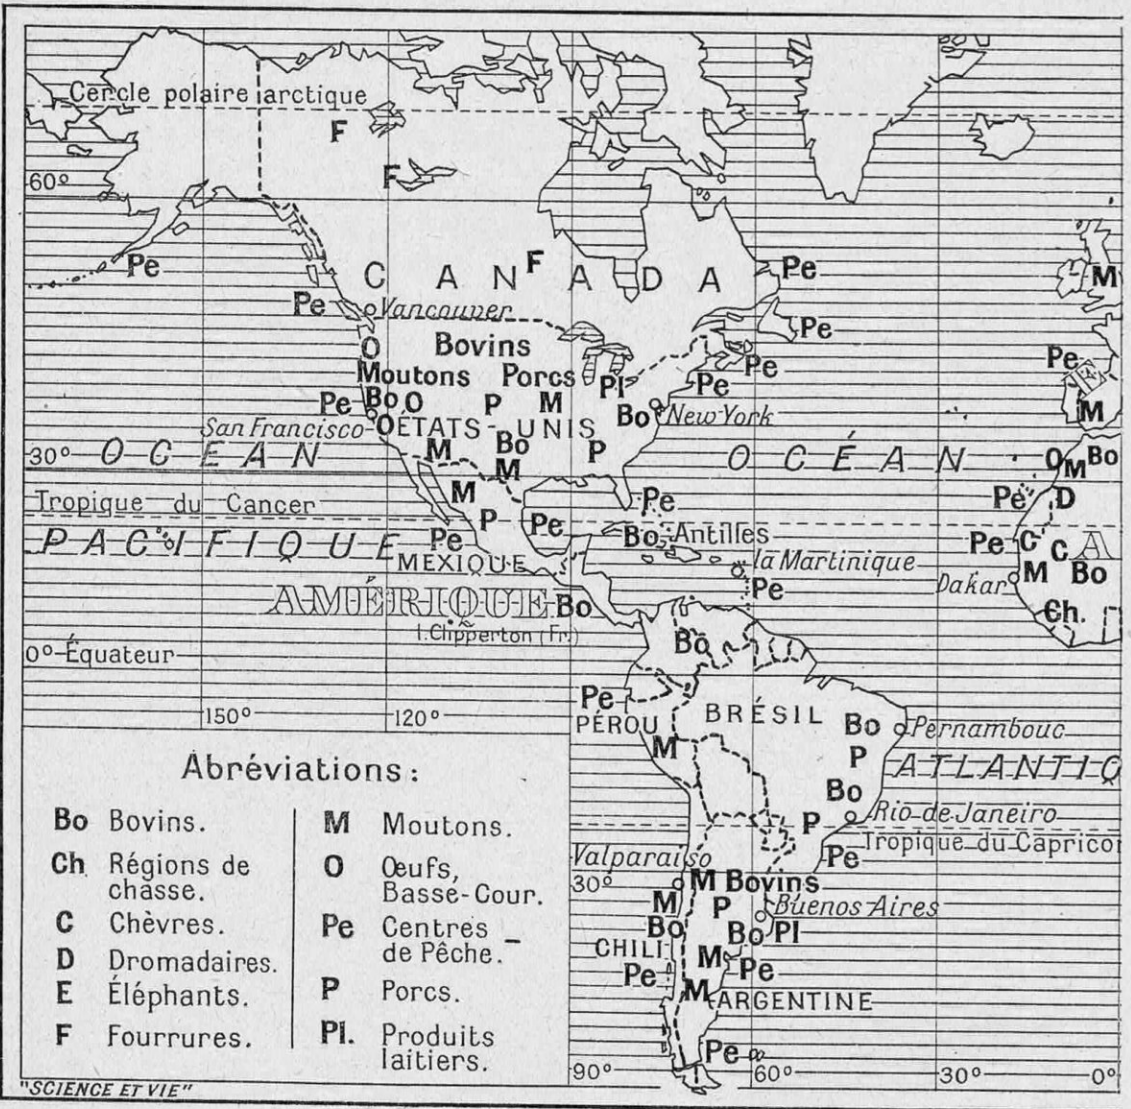 Cercle polaire arctique
F
F
60°
Pe
C A N A D A
F
Pe
Pe
Vancouver
Pe
O
Bovins
Pe
Pe
M
Moutons Porcs
Pl
Pe
Pe
Bo O
P M
Bo
New York
M
San Francisco
O
ÉTATS-UNIS
M
Bo
P
M
30° OCEAN
OCÉAN
O M Bo
M
Pe
Pe D
Tropique du Cancer
P
Pe
Bo
Antilles
PACIFIQUE
Pe
Pe C C A
MEXIQUE
la Martinique
Dakar
M Bo
AMÉRIQUE
Bo
Pe
Ch.
I. Clipperton (Fr.)
Bo
0° Équateur
Pe
150°
120°
PÉROU
BRÉSIL
Bo
Pernambouc
M
P
ATLANTIQ
Bo
Rio-de-Janeiro
P
Tropique du Capricor
Valparaiso
Pe
30°
M Bovins
M
P
Buenos Aires
Bo
Bo Pl
CHILI
M
Pe
Pe
M
ARGENTINE
Pe
90°
60°
30°
0°
Abréviations :
Bo Bovins.
Ch Régions de
chasse.
C Chèvres.
D Dromadaires.
E Éléphants.
F Fourrures.
M Moutons.
O Œufs,
Basse-Cour.
Pe Centres
de Pêche.
P Porcs.
Pl. Produits
laitiers.
"SCIENCE ET VIE"